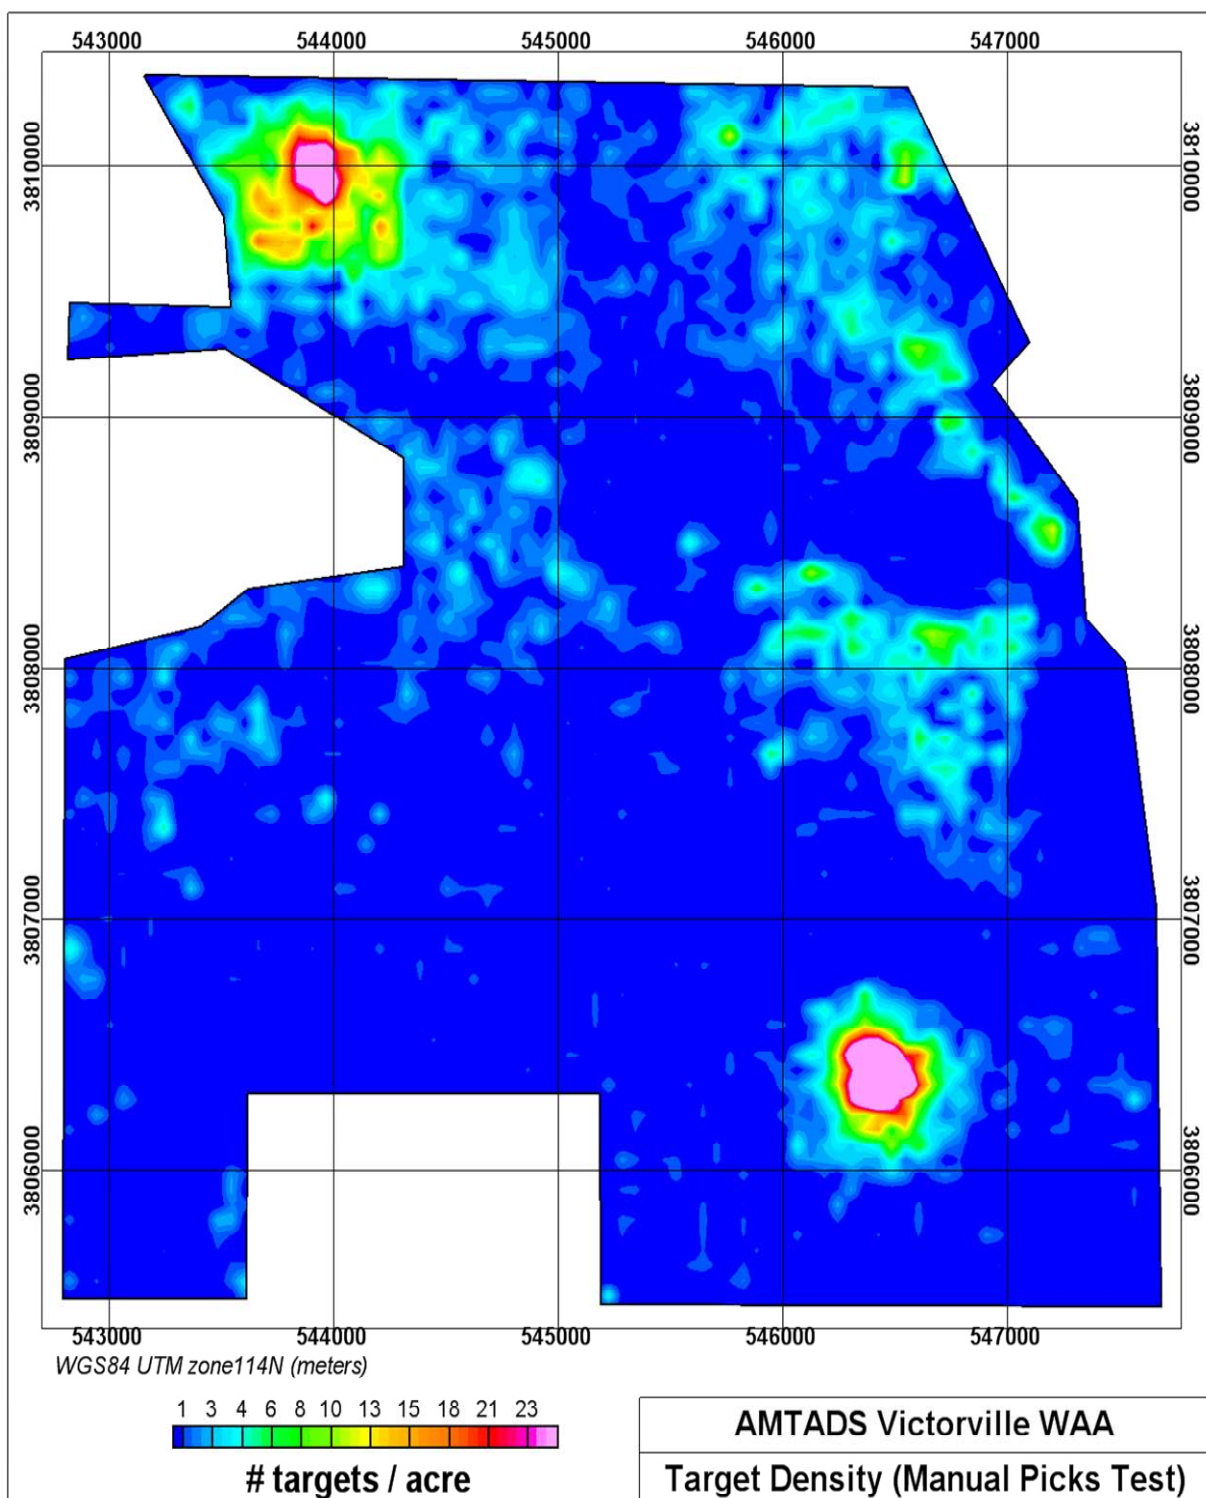 543000 544000 545000 546000 547000
3810000 3810000
3809000 3809000
3808000 3808000
3807000 3807000
3806000 3806000
543000 544000 545000 546000 547000
WGS84 UTM zone114N (meters)
1 3 4 6 8 10 13 15 18 21 23
# targets / acre
AMTADS Victorville WAA
Target Density (Manual Picks Test)